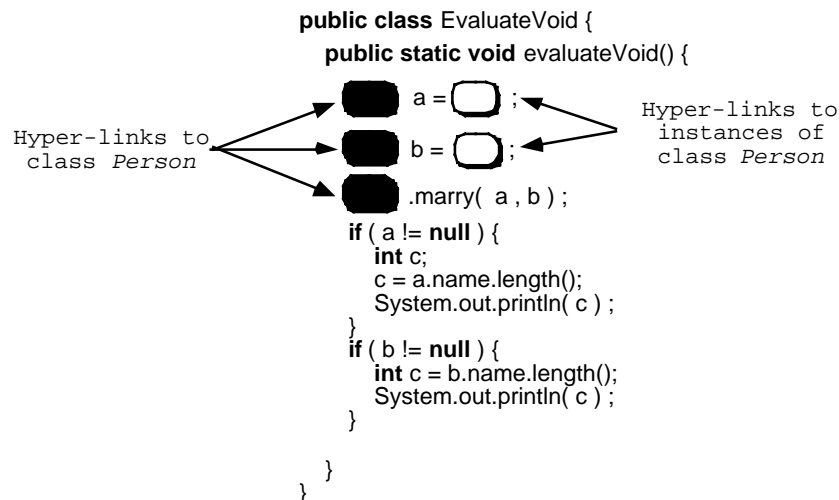 public class EvaluateVoid {
public static void evaluateVoid() {
a = ;
b = ;
.marry( a , b ) ;
Hyper-links to
class Person
Hyper-links to
instances of
class Person
if ( a != null ) {
int c;
c = a.name.length();
System.out.println( c ) ;
}
if ( b != null ) {
int c = b.name.length();
System.out.println( c ) ;
}
}
}